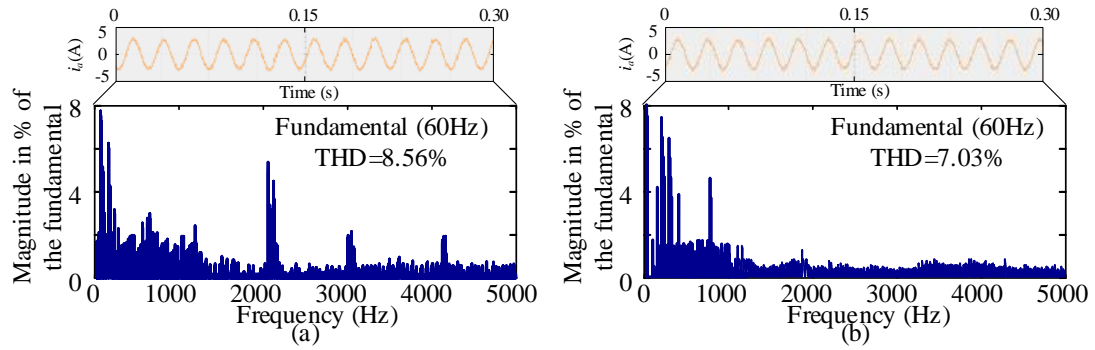 0 0.15 0.30
5
0
-5
iₐ(A)
Time (s)
Magnitude in % of
the fundamental
8
4
0
Fundamental (60Hz)
THD=8.56%
0 1000 2000 3000 4000 5000
Frequency (Hz)
(a)
0 0.15 0.30
5
0
-5
iₐ(A)
Time (s)
Magnitude in % of
the fundamental
8
4
0
Fundamental (60Hz)
THD=7.03%
0 1000 2000 3000 4000 5000
Frequency (Hz)
(b)